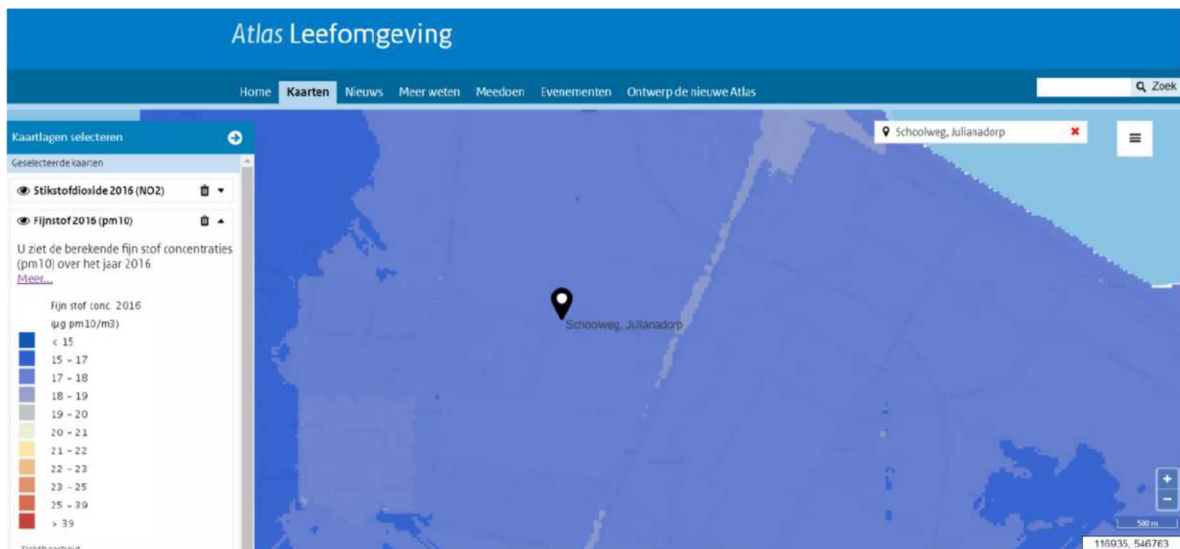 Atlas Leefomgeving
Home Kaarten Nieuws Meer weten Meedoen Evenementen Ontwerp de nieuwe Atlas
Zoek
Kaartlagen selecteren
Geselecteerde kaarten
Schoolweg, Julianadorp
Stikstofdioxide 2016 (NO2)
Fijnstof 2016 (pm10)
U ziet de berekende fijn stof concentraties
(pm10) over het jaar 2016
Meer...
Fijn stof conc. 2016
(µg pm10/m3)
< 15
15 - 17
17 - 18
18 - 19
19 - 20
20 - 21
21 - 22
22 - 23
23 - 25
25 - 39
> 39
Schoolweg, Julianadorp
500 m
116935, 546763